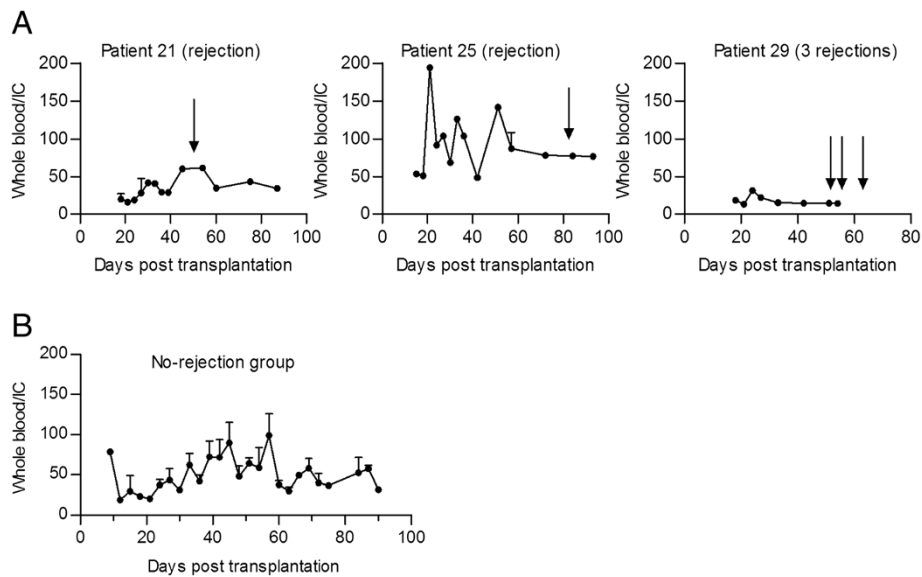 A
Patient 21 (rejection)
Whole blood/IC
200
150
100
50
0
0 20 40 60 80 100
Days post transplantation
Patient 25 (rejection)
Whole blood/IC
200
150
100
50
0
0 20 40 60 80 100
Days post transplantation
Patient 29 (3 rejections)
Whole blood/IC
200
150
100
50
0
0 20 40 60 80
Days post transplantation
B
No-rejection group
Whole blood/IC
200
150
100
50
0
0 20 40 60 80 100
Days post transplantation